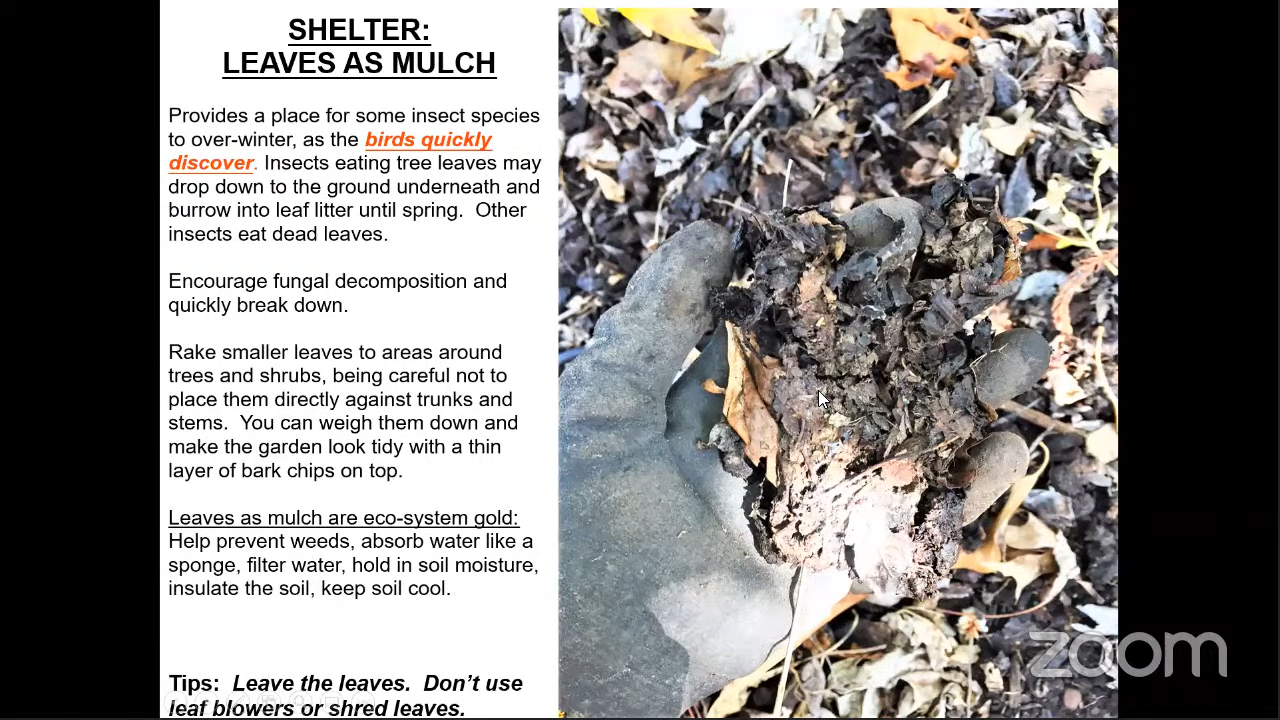 SHELTER:
LEAVES AS MULCH
Provides a place for some insect species
to over-winter, as the birds quickly
discover. Insects eating tree leaves may
drop down to the ground underneath and
burrow into leaf litter until spring.  Other
insects eat dead leaves.
Encourage fungal decomposition and
quickly break down.
Rake smaller leaves to areas around
trees and shrubs, being careful not to
place them directly against trunks and
stems.  You can weigh them down and
make the garden look tidy with a thin
layer of bark chips on top.
Leaves as mulch are eco-system gold:
Help prevent weeds, absorb water like a
sponge, filter water, hold in soil moisture,
insulate the soil, keep soil cool.
Tips:  Leave the leaves.  Don’t use
leaf blowers or shred leaves.
zoom